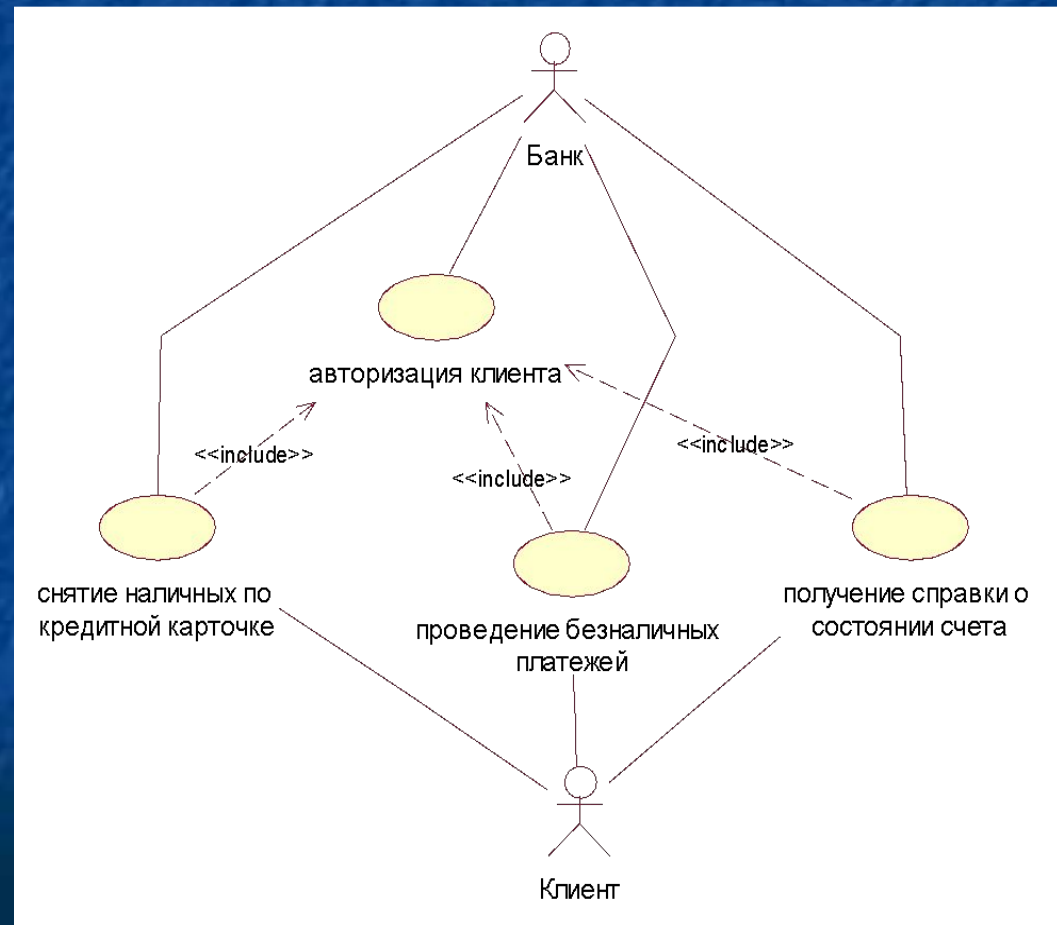 Банк
авторизация клиента
<<include>>
<<include>>
<<include>>
снятие наличных по
кредитной карточке
проведение безналичных
платежей
получение справки о
состоянии счета
Клиент